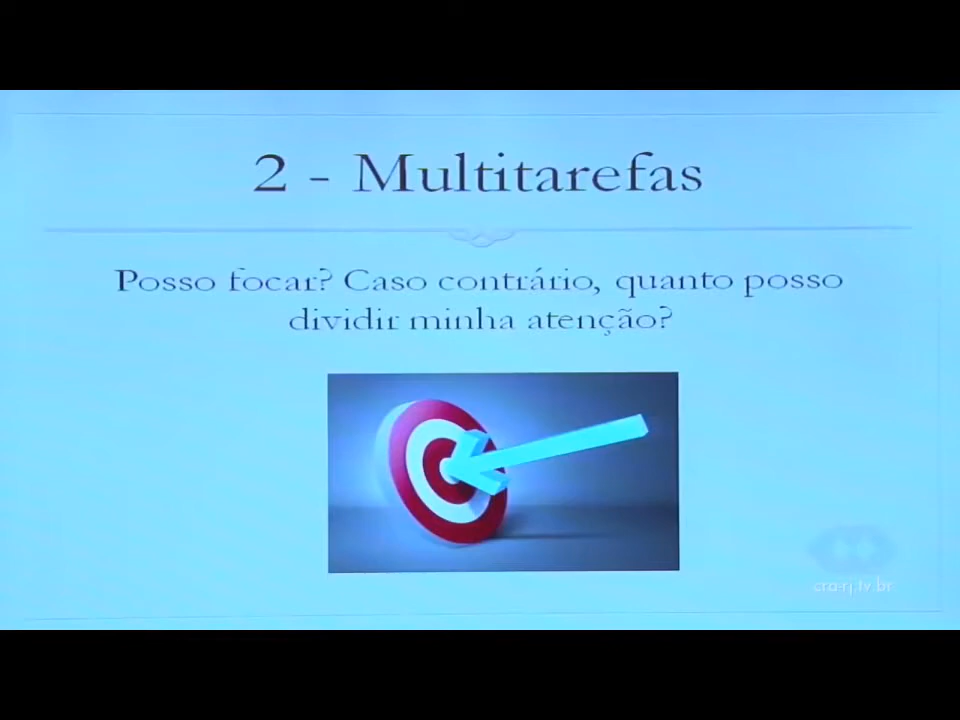 2 - Multitarefas
Posso focar? Caso contrário, quanto posso
dividir minha atenção?
cra-rj.tv.br